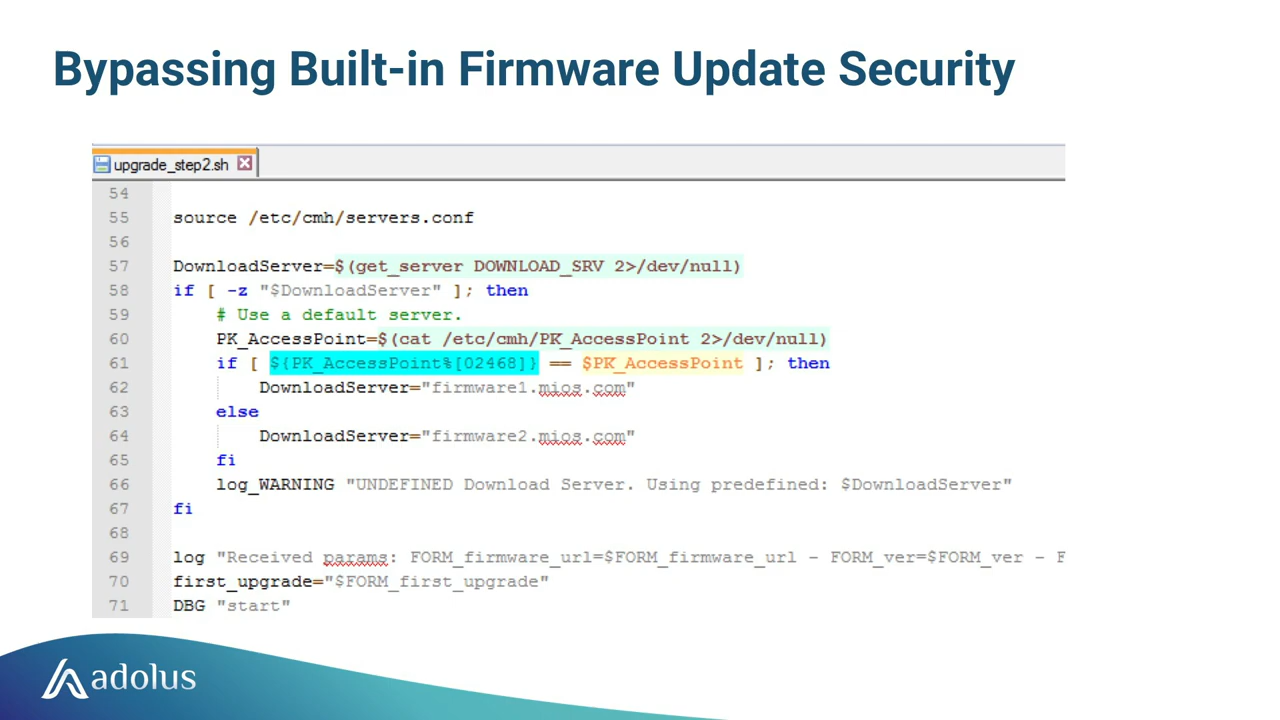 Bypassing Built-in Firmware Update Security
upgrade_step2.sh
54
55 source /etc/cmh/servers.conf
56
57 DownloadServer=$(get_server DOWNLOAD_SRV 2>/dev/null)
58 if [ -z "$DownloadServer" ]; then
59 # Use a default server.
60 PK_AccessPoint=$(cat /etc/cmh/PK_AccessPoint 2>/dev/null)
61 if [ ${PK_AccessPoint%[02468]} == $PK_AccessPoint ]; then
62 DownloadServer="firmware1.mios.com"
63 else
64 DownloadServer="firmware2.mios.com"
65 fi
66 log_WARNING "UNDEFINED Download Server. Using predefined: $DownloadServer"
67 fi
68
69 log "Received params: FORM_firmware_url=$FORM_firmware_url - FORM_ver=$FORM_ver - F
70 first_upgrade="$FORM_first_upgrade"
71 DBG "start"
adolus